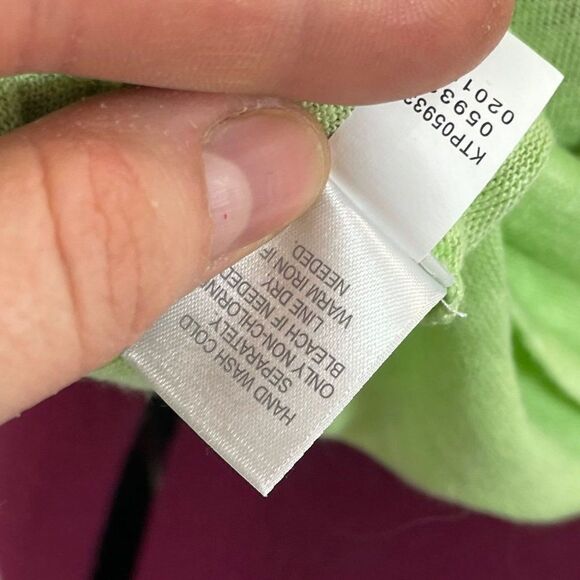 HAND WASH COLD
SEPARATELY
ONLY NON CHLORINE
BLEACH IF NEEDED
LINE DRY
WARM IRON IF
NEEDED